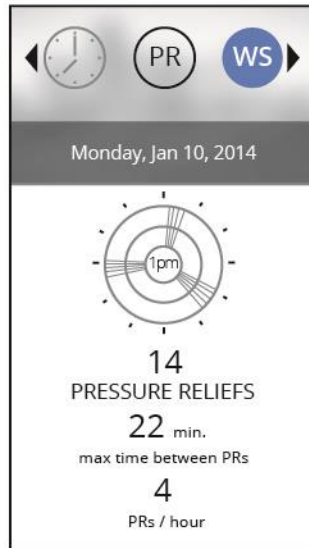 PR
WS
Monday, Jan 10, 2014
1pm
14
PRESSURE RELIEFS
22 min.
max time between PRs
4
PRs / hour